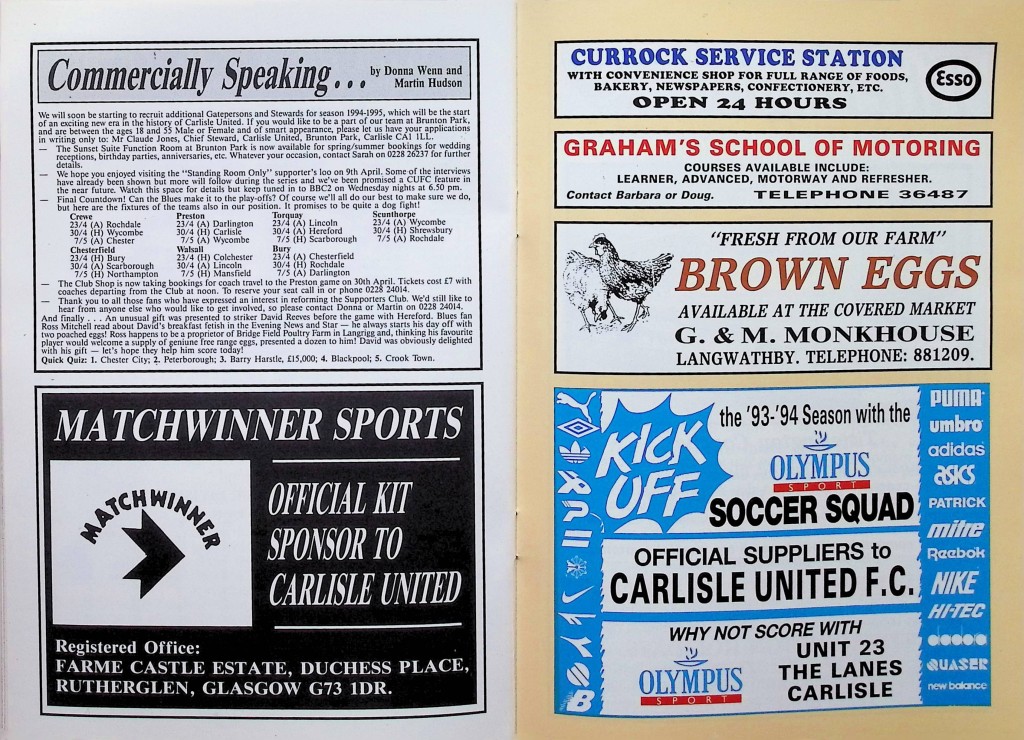 Commercially Speaking . . . by Donna Wenn and
Martin Hudson
We will soon be starting to recruit additional Gatepersons and Stewards for season 1994-1995, which will be the start
of an exciting new era in the history of Carlisle United. If you would like to be a part of our team at Brunton Park,
and are between the ages 18 and 55 Male or Female and of smart appearance, please let us have your applications
in writing only to: Mr Claude Jones, Chief Steward, Carlisle United, Brunton Park, Carlisle CA1 1LL.
— The Sunset Suite Function Room at Brunton Park is now available for spring/summer bookings for wedding
receptions, birthday parties, anniversaries, etc. Whatever your occasion, contact Sarah on 0228 26237 for further
details.
— We hope you enjoyed visiting the "Standing Room Only" supporter's loo on 9th April. Some of the interviews
have already been shown but more will follow during the series and we've been promised a CUFC feature in
the near future. Watch this space for details but keep tuned in to BBC2 on Wednesday nights at 6.50 pm.
— Final Countdown! Can the Blues make it to the play-offs? Of course we'll all do our best to make sure we do,
but here are the fixtures of the teams also in our position. It promises to be quite a dog fight!
Crewe Preston Torquay Scunthorpe
23/4 (A) Rochdale 23/4 (A) Darlington 23/4 (A) Lincoln 23/4 (A) Wycombe
30/4 (H) Wycombe 30/4 (H) Carlisle 30/4 (A) Hereford 30/4 (H) Shrewsbury
7/5 (A) Chester 7/5 (A) Wycombe 7/5 (H) Scarborough 7/5 (A) Rochdale
Chesterfield Walsall Bury
23/4 (H) Bury 23/4 (H) Colchester 23/4 (A) Chesterfield
30/4 (A) Scarborough 30/4 (A) Lincoln 30/4 (H) Rochdale
7/5 (H) Northampton 7/5 (H) Mansfield 7/5 (A) Darlington
— The Club Shop is now taking bookings for coach travel to the Preston game on 30th April. Tickets cost £7 with
coaches departing from the Club at noon. To reserve your seat call in or phone 0228 24014.
— Thank you to all those fans who have expressed an interest in reforming the Supporters Club. We'd still like to
hear from anyone else who would like to get involved, so please contact Donna or Martin on 0228 24014.
And finally . . . An unusual gift was presented to striker David Reeves before the game with Hereford. Blues fan
Ross Mitchell read about David's breakfast fetish in the Evening News and Star — he always starts his day off with
two poached eggs! Ross happens to be a proprietor of Bridge Field Poultry Farm in Langrigg and, thinking his favourite
player would welcome a supply of geniune free range eggs, presented a dozen to him! David was obviously delighted
with his gift — let's hope they help him score today!
Quick Quiz: 1. Chester City; 2. Peterborough; 3. Barry Harstle, £15,000; 4. Blackpool; 5. Crook Town.
MATCHWINNER SPORTS
MATCHWINNER
OFFICIAL KIT
SPONSOR TO
CARLISLE UNITED
Registered Office:
FARME CASTLE ESTATE, DUCHESS PLACE,
RUTHERGLEN, GLASGOW G73 1DR.
CURROCK SERVICE STATION
WITH CONVENIENCE SHOP FOR FULL RANGE OF FOODS,
BAKERY, NEWSPAPERS, CONFECTIONERY, ETC.
OPEN 24 HOURS
Esso
GRAHAM'S SCHOOL OF MOTORING
COURSES AVAILABLE INCLUDE:
LEARNER, ADVANCED, MOTORWAY AND REFRESHER.
Contact Barbara or Doug. TELEPHONE 36487
"FRESH FROM OUR FARM"
BROWN EGGS
AVAILABLE AT THE COVERED MARKET
G. & M. MONKHOUSE
LANGWATHBY. TELEPHONE: 881209.
KICK
OFF
the '93-'94 Season with the
OLYMPUS
SPORT
SOCCER SQUAD
OFFICIAL SUPPLIERS to
CARLISLE UNITED F.C.
WHY NOT SCORE WITH
OLYMPUS
SPORT
UNIT 23
THE LANES
CARLISLE
PUMA
umbro
adidas
asics
PATRICK
mitre
Reebok
NIKE
HI-TEC
QUASER
new balance